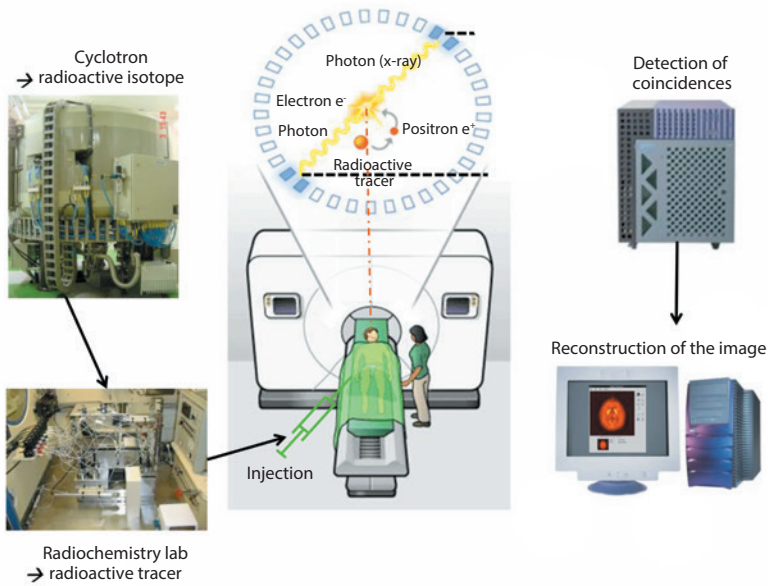 Cyclotron
→ radioactive isotope
Photon (x-ray)
Electron e-
Photon
Positron e+
Radioactive
tracer
Detection of
coincidences
Reconstruction of the image
Injection
Radiochemistry lab
→ radioactive tracer